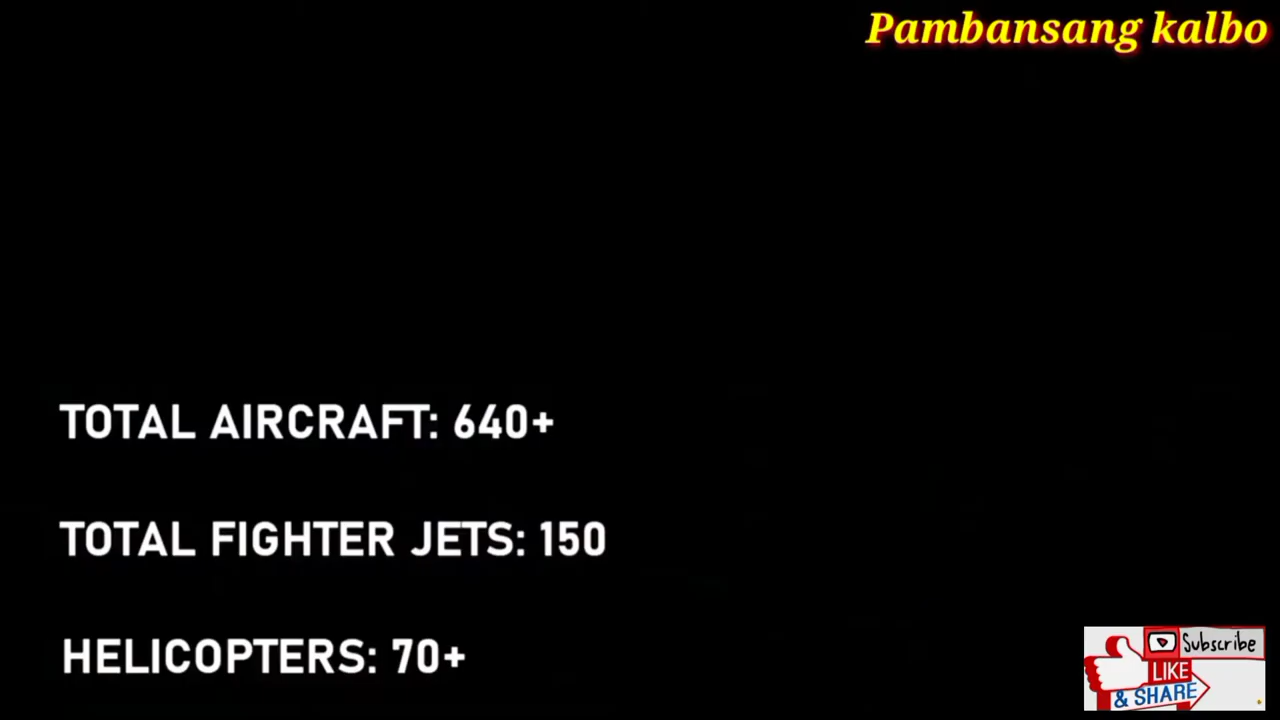 Pambansang kalbo
TOTAL AIRCRAFT: 640+
TOTAL FIGHTER JETS: 150
HELICOPTERS: 70+
Subscribe
LIKE
& SHARE